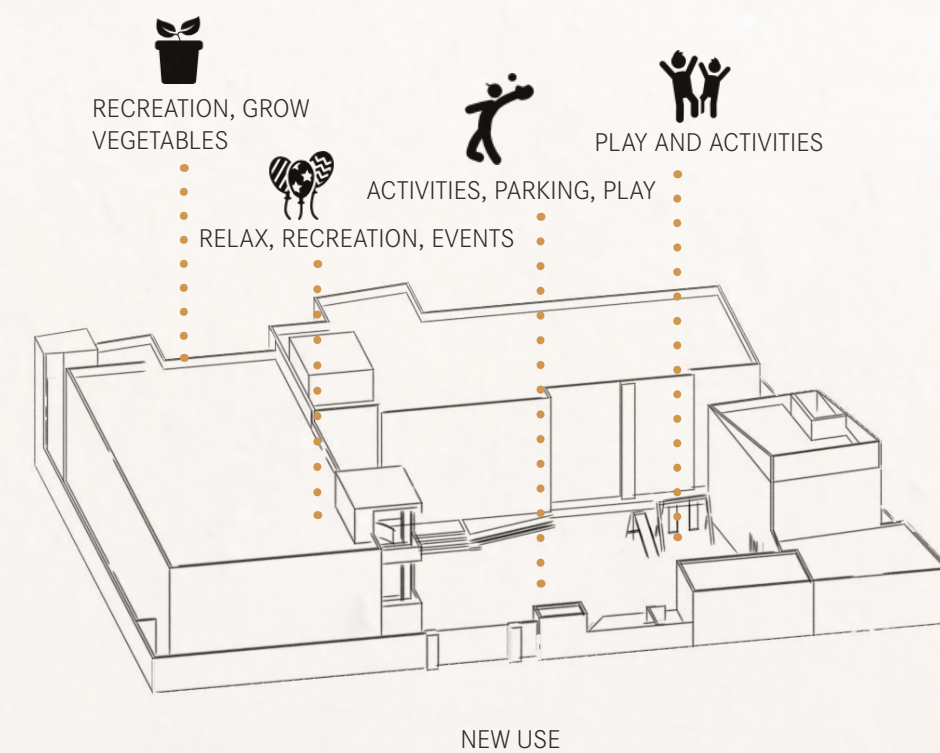 RECREATION, GROW
VEGETABLES
PLAY AND ACTIVITIES
ACTIVITIES, PARKING, PLAY
RELAX, RECREATION, EVENTS
NEW USE